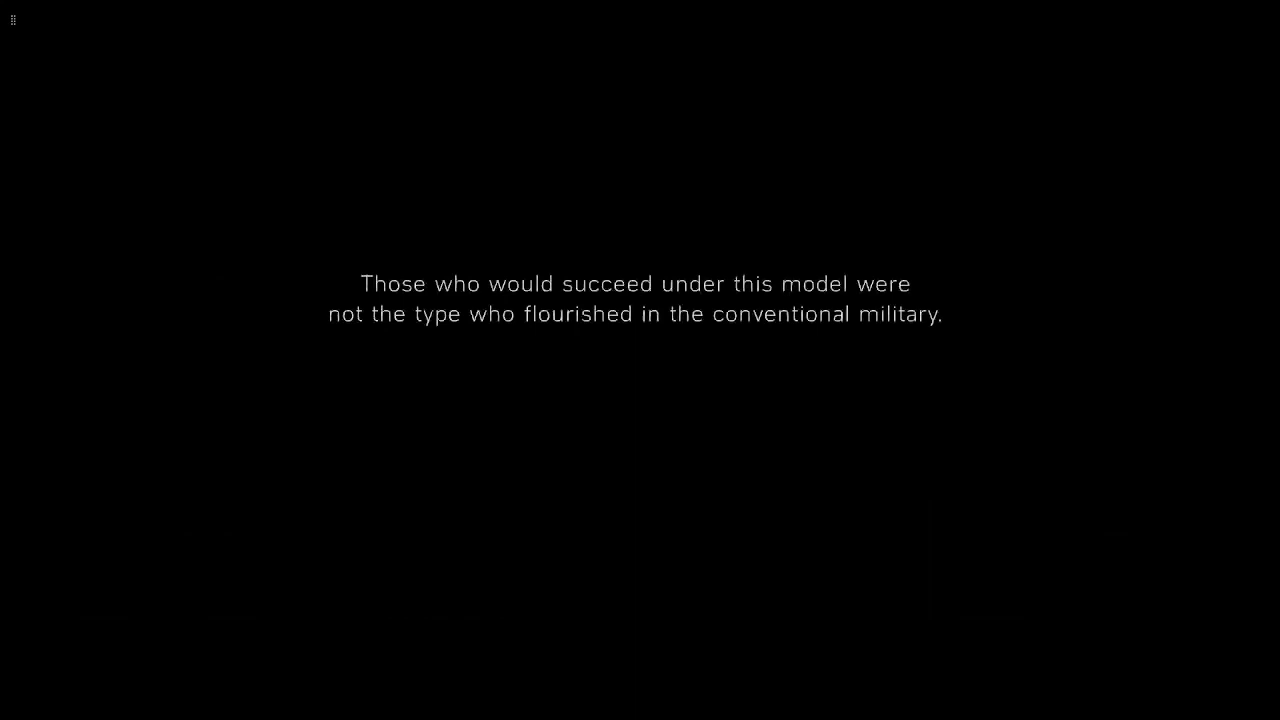 Those who would succeed under this model were
not the type who flourished in the conventional military.